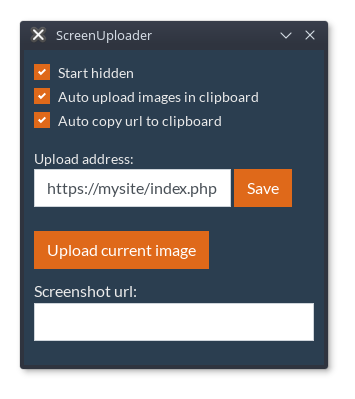 ScreenUploader
Start hidden
Auto upload images in clipboard
Auto copy url to clipboard
Upload address:
https://mysite/index.php Save
Upload current image
Screenshot url: